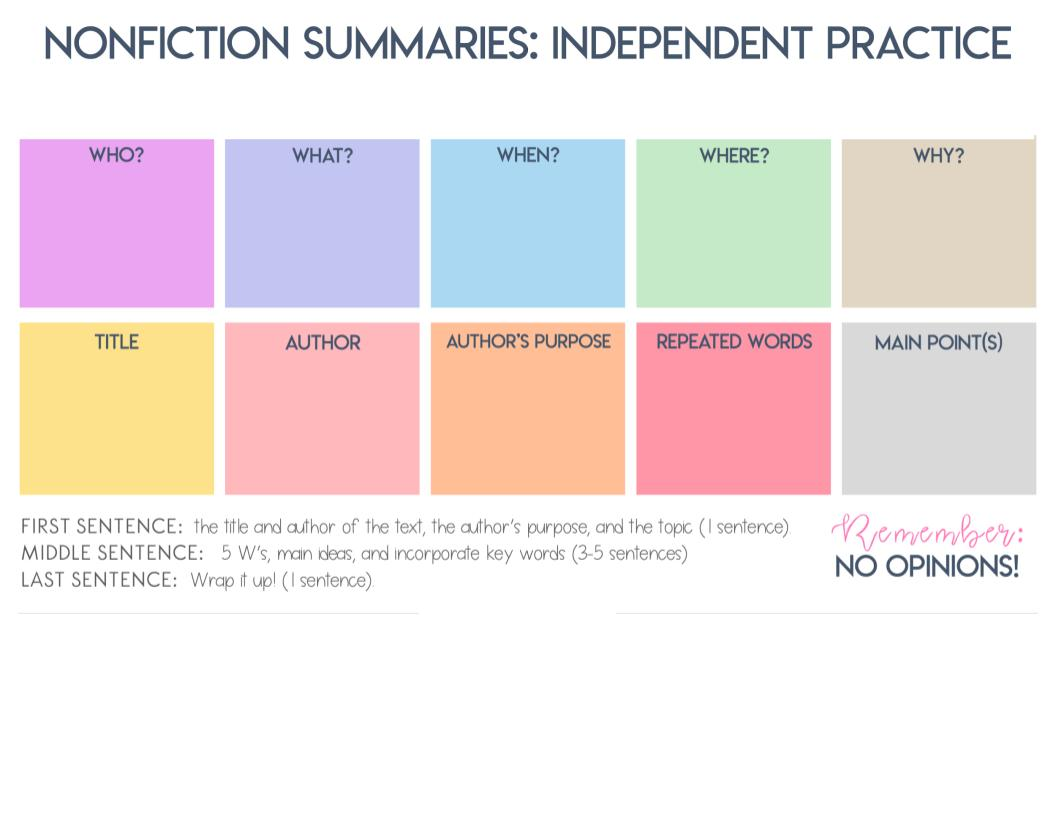 NONFICTION SUMMARIES: INDEPENDENT PRACTICE
WHO?
WHAT?
WHEN?
WHERE?
WHY?
TITLE
AUTHOR
AUTHOR'S PURPOSE
REPEATED WORDS
MAIN POINT(S)
FIRST SENTENCE: the title and author of the text, the author's purpose, and the topic (1 sentence)
MIDDLE SENTENCE: 5 W's, main ideas, and incorporate key words (3-5 sentences)
LAST SENTENCE: Wrap it up! (1 sentence).
Remember:
NO OPINIONS!